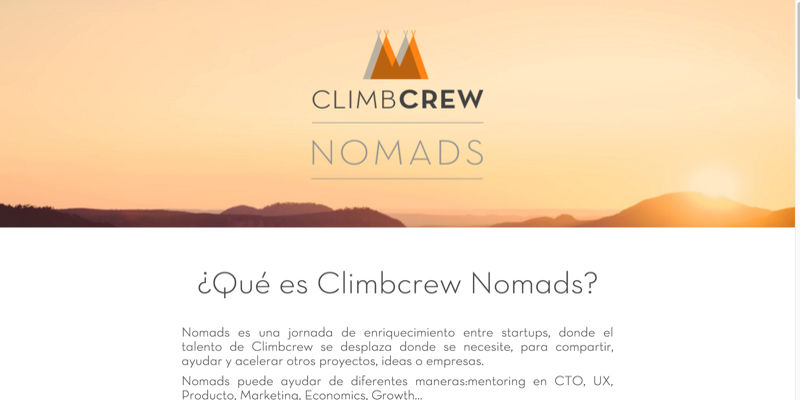 CLIMBCREW
NOMADS
¿Qué es Climbcrew Nomads?
Nomads es una jornada de enriquecimiento entre startups, donde el
talento de Climbcrew se desplaza donde se necesite, para compartir,
ayudar y acelerar otros proyectos, ideas o empresas.
Nomads puede ayudar de diferentes maneras:mentoring en CTO, UX,
Producto, Marketing, Economics, Growth...